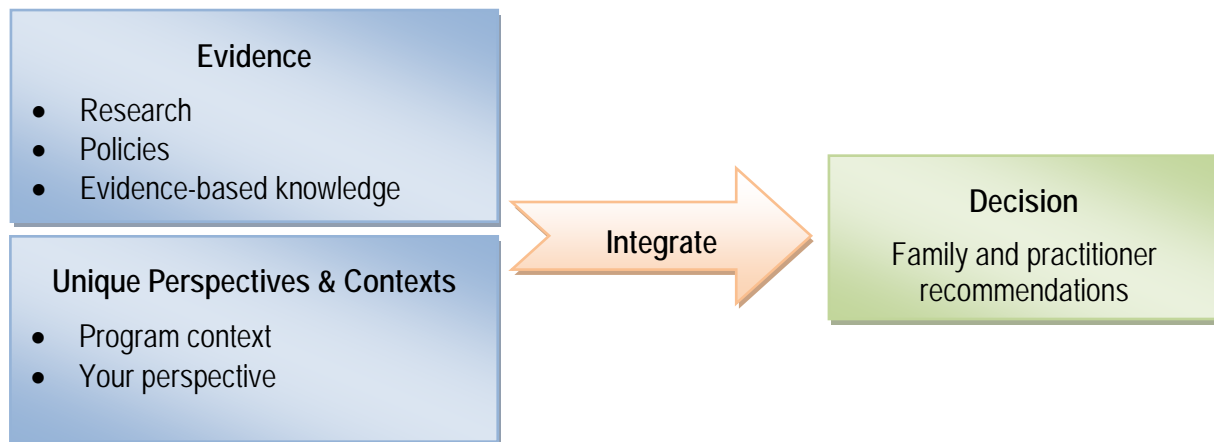 Evidence
• Research
• Policies
• Evidence-based knowledge
Unique Perspectives & Contexts
• Program context
• Your perspective
Integrate
Decision
Family and practitioner
recommendations